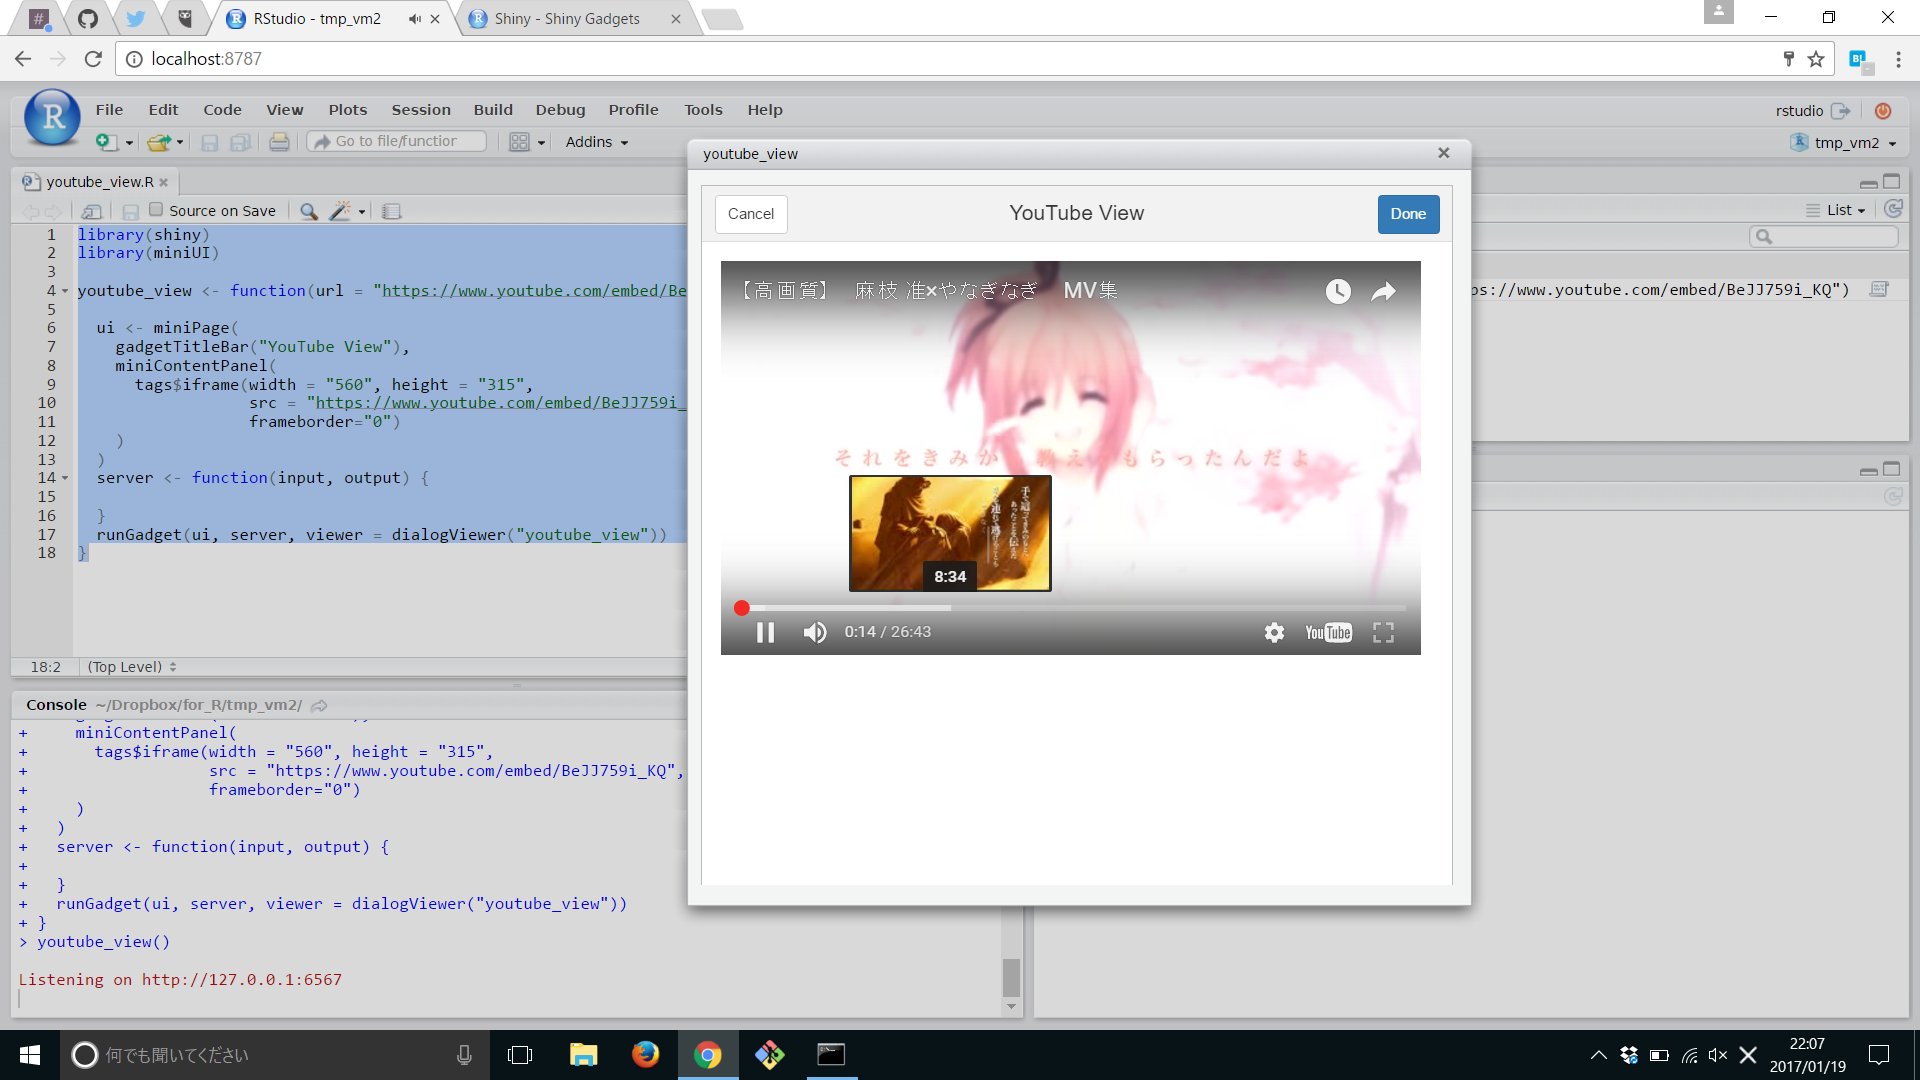 RStudio - tmp_vm2
Shiny - Shiny Gadgets
localhost:8787
File Edit Code View Plots Session Build Debug Profile Tools Help
rstudio
Go to file/function
Addins
tmp_vm2
youtube_view.R
Source on Save
List
1 library(shiny)
2 library(miniUI)
3
4 youtube_view <- function(url = "https://www.youtube.com/embed/Be
5
6 ui <- miniPage(
7 gadgetTitleBar("YouTube View"),
8 miniContentPanel(
9 tags$iframe(width = "560", height = "315",
10 src = "https://www.youtube.com/embed/BeJJ759i_
11 frameborder="0")
12 )
13 )
14 server <- function(input, output) {
15
16 }
17 runGadget(ui, server, viewer = dialogViewer("youtube_view"))
18 }
18:2 (Top Level)
Console ~/Dropbox/for_R/tmp_vm2/
+ miniContentPanel(
+ tags$iframe(width = "560", height = "315",
+ src = "https://www.youtube.com/embed/BeJJ759i_KQ",
+ frameborder="0")
+ )
+ )
+ server <- function(input, output) {
+
+ }
+ runGadget(ui, server, viewer = dialogViewer("youtube_view"))
+ }
> youtube_view()
Listening on http://127.0.0.1:6567
youtube_view
Cancel
YouTube View
Done
【高画質】 麻枝 准×やなぎなぎ MV集
それをきみが 教え もらったんだよ
8:34
0:14 / 26:43
YouTube
ps://www.youtube.com/embed/BeJJ759i_KQ")
何でも聞いてください
22:07
2017/01/19